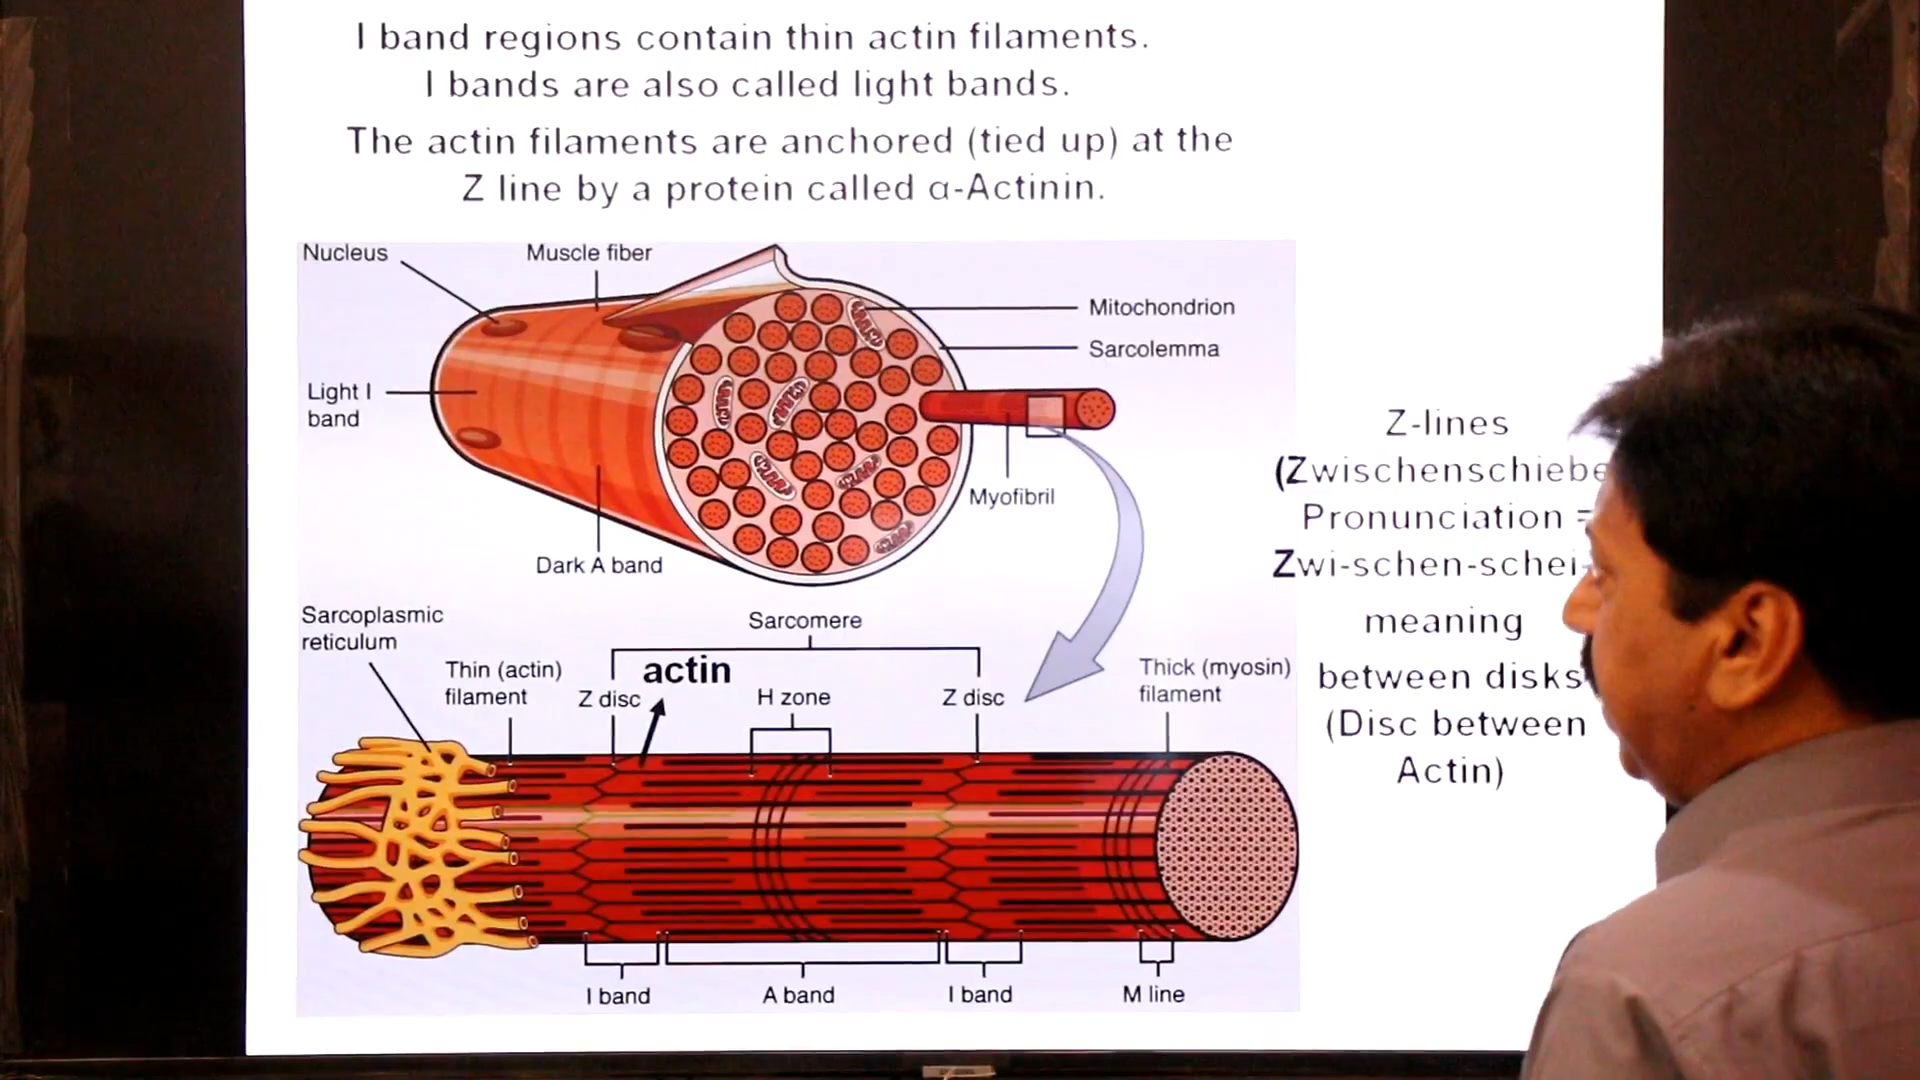 I band regions contain thin actin filaments.
I bands are also called light bands.
The actin filaments are anchored (tied up) at the
Z line by a protein called α-Actinin.
Nucleus
Muscle fiber
Mitochondrion
Sarcolemma
Light I
band
Myofibril
Dark A band
Z-lines
Pronunciation =
meaning
between disks
(Disc between
Actin)
Sarcoplasmic
reticulum
Sarcomere
Thin (actin)
filament
Z disc
actin
H zone
Z disc
Thick (myosin)
filament
I band
A band
I band
M line